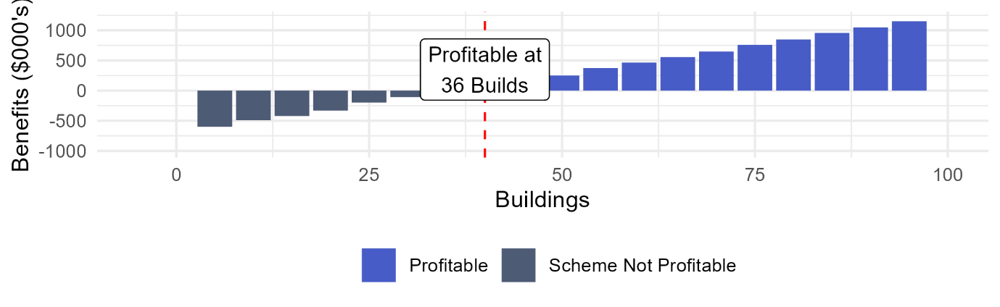 Benefits ($000's)
1000
500
0
-500
-1000
Profitable at
36 Builds
0 25 50 75 100
Buildings
Profitable Scheme Not Profitable